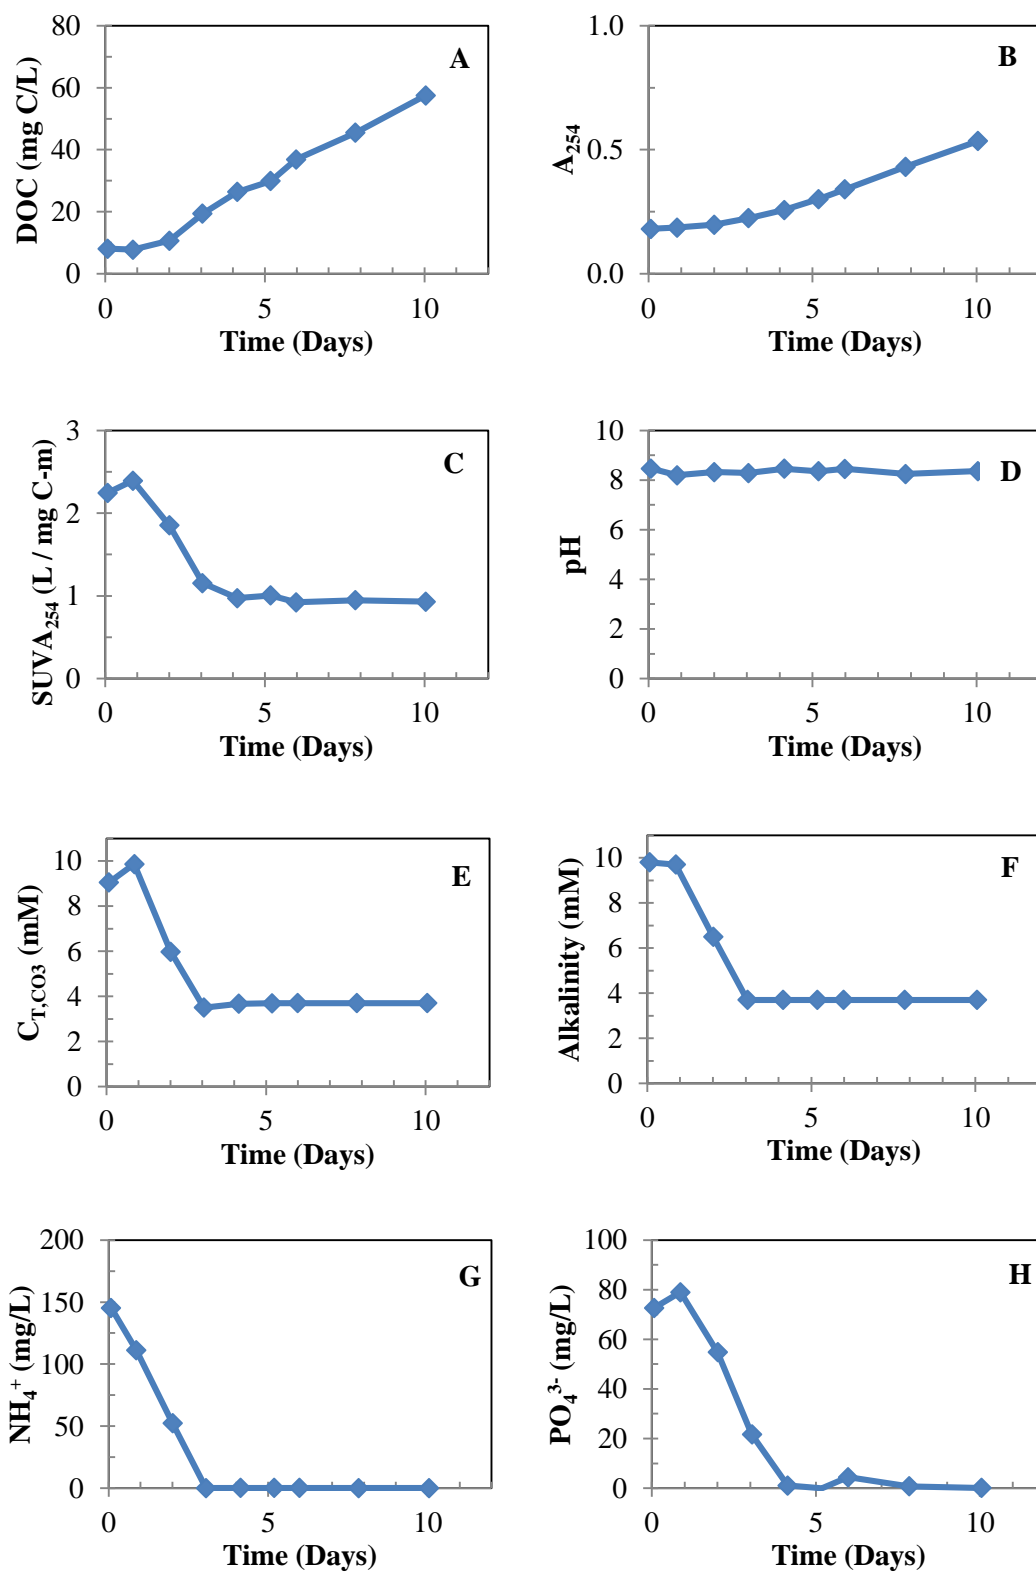 A
80
60
40
20
0
DOC (mg C/L)
0 5 10
Time (Days)
B
1.0
0.5
0.0
A₂₅₄
0 5 10
Time (Days)
C
3
2
1
0
SUVA₂₅₄ (L / mg C-m)
0 5 10
Time (Days)
D
10
8
6
4
2
0
pH
0 5 10
Time (Days)
E
10
8
6
4
2
0
C_T,CO3 (mM)
0 5 10
Time (Days)
F
10
8
6
4
2
0
Alkalinity (mM)
0 5 10
Time (Days)
G
200
150
100
50
0
NH₄⁺ (mg/L)
0 5 10
Time (Days)
H
100
80
60
40
20
0
PO₄³⁻ (mg/L)
0 5 10
Time (Days)